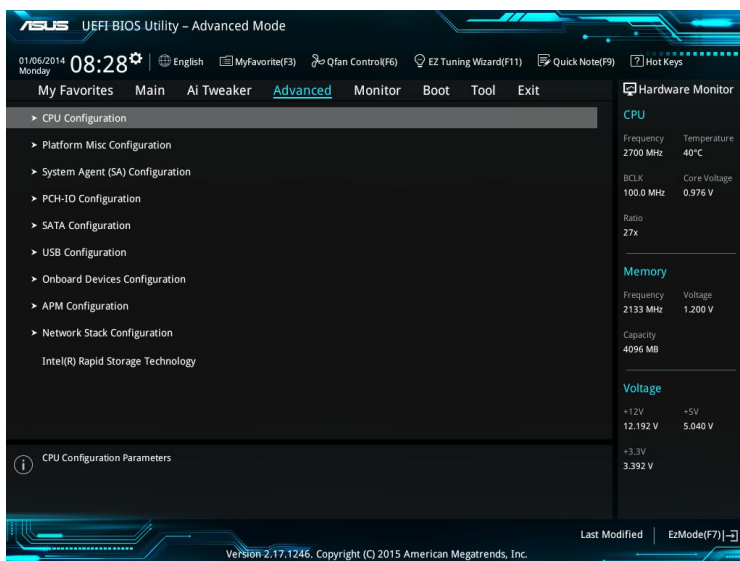 ASUS UEFI BIOS Utility – Advanced Mode
01/06/2014
Monday
08:28
English
MyFavorite(F3)
Qfan Control(F6)
EZ Tuning Wizard(F11)
Quick Note(F9)
? Hot Keys
My Favorites Main Ai Tweaker Advanced Monitor Boot Tool Exit
> CPU Configuration
> Platform Misc Configuration
> System Agent (SA) Configuration
> PCH-IO Configuration
> SATA Configuration
> USB Configuration
> Onboard Devices Configuration
> APM Configuration
> Network Stack Configuration
Intel(R) Rapid Storage Technology
i CPU Configuration Parameters
Hardware Monitor
CPU
Frequency Temperature
2700 MHz 40°C
BCLK Core Voltage
100.0 MHz 0.976 V
Ratio
27x
Memory
Frequency Voltage
2133 MHz 1.200 V
Capacity
4096 MB
Voltage
+12V +5V
12.192 V 5.040 V
+3.3V
3.392 V
Last Modified
EzMode(F7)
Version 2.17.1246. Copyright (C) 2015 American Megatrends, Inc.